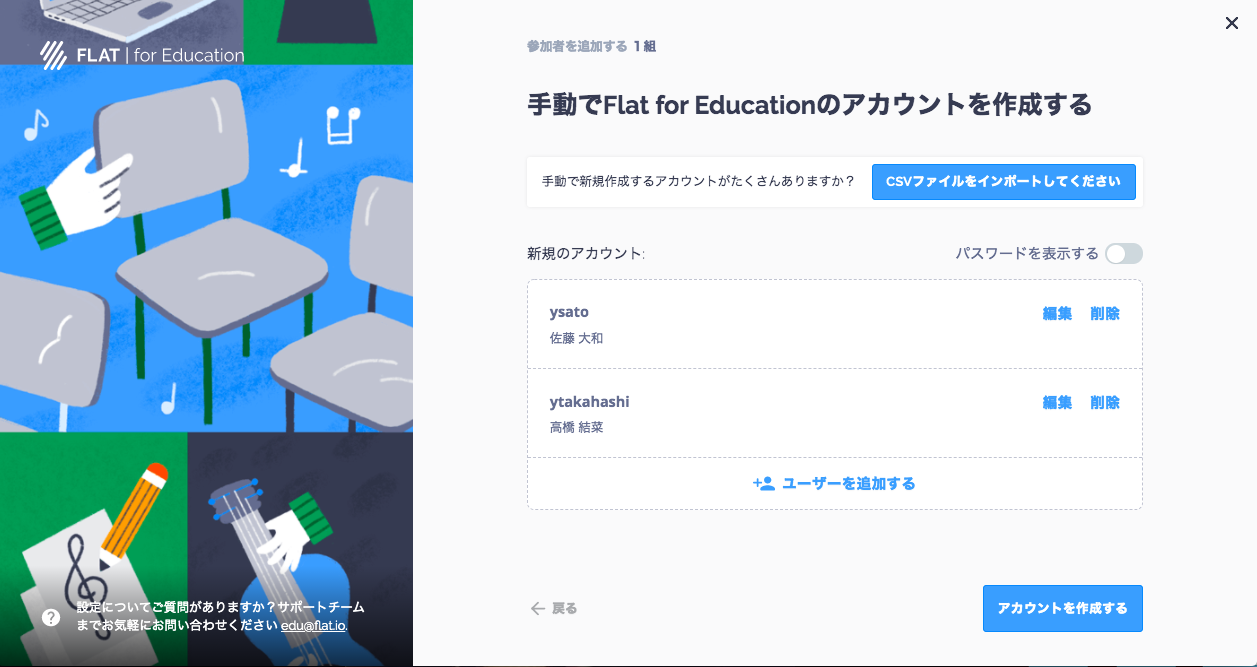 FLAT | for Education
設定についてご質問がありますか？サポートチーム
までお気軽にお問い合わせください edu@flat.io.
参加者を追加する 1 組
手動でFlat for Educationのアカウントを作成する
手動で新規作成するアカウントがたくさんありますか？ CSVファイルをインポートしてください
新規のアカウント: パスワードを表示する
ysato 編集 削除
佐藤 大和
ytakahashi 編集 削除
高橋 結菜
ユーザーを追加する
戻る アカウントを作成する